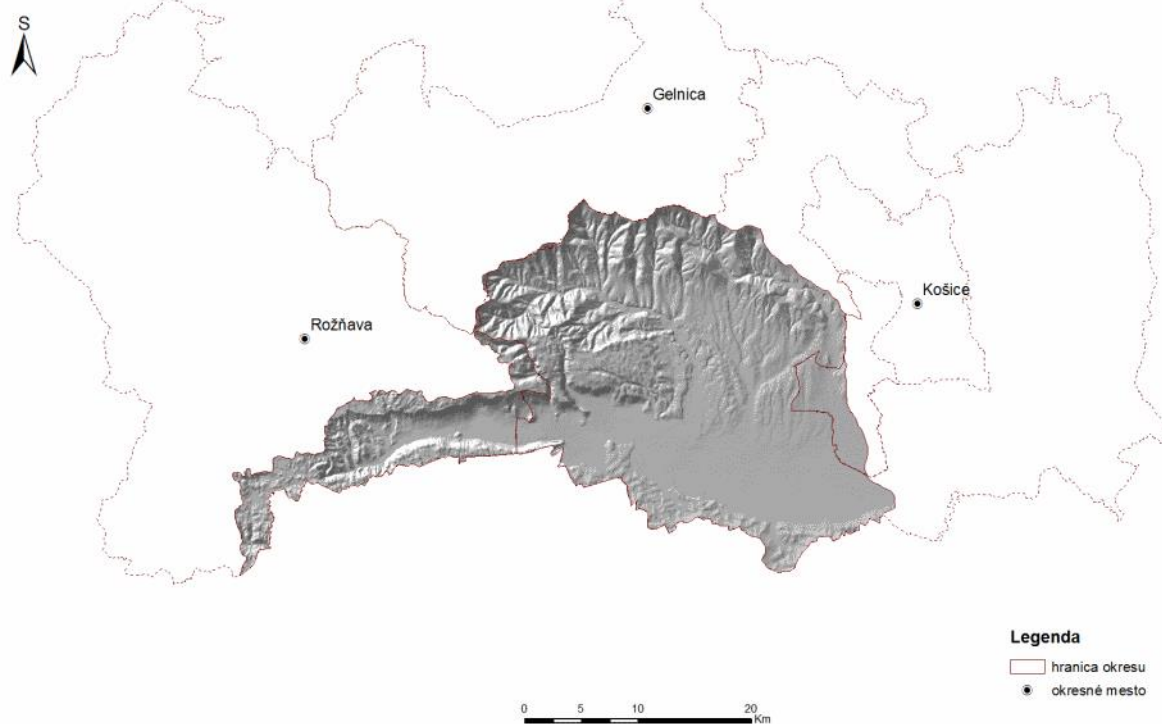 S
Gelnica
Košice
Rožňava
Legenda
hranica okresu
okresné mesto
0 5 10 20
Km